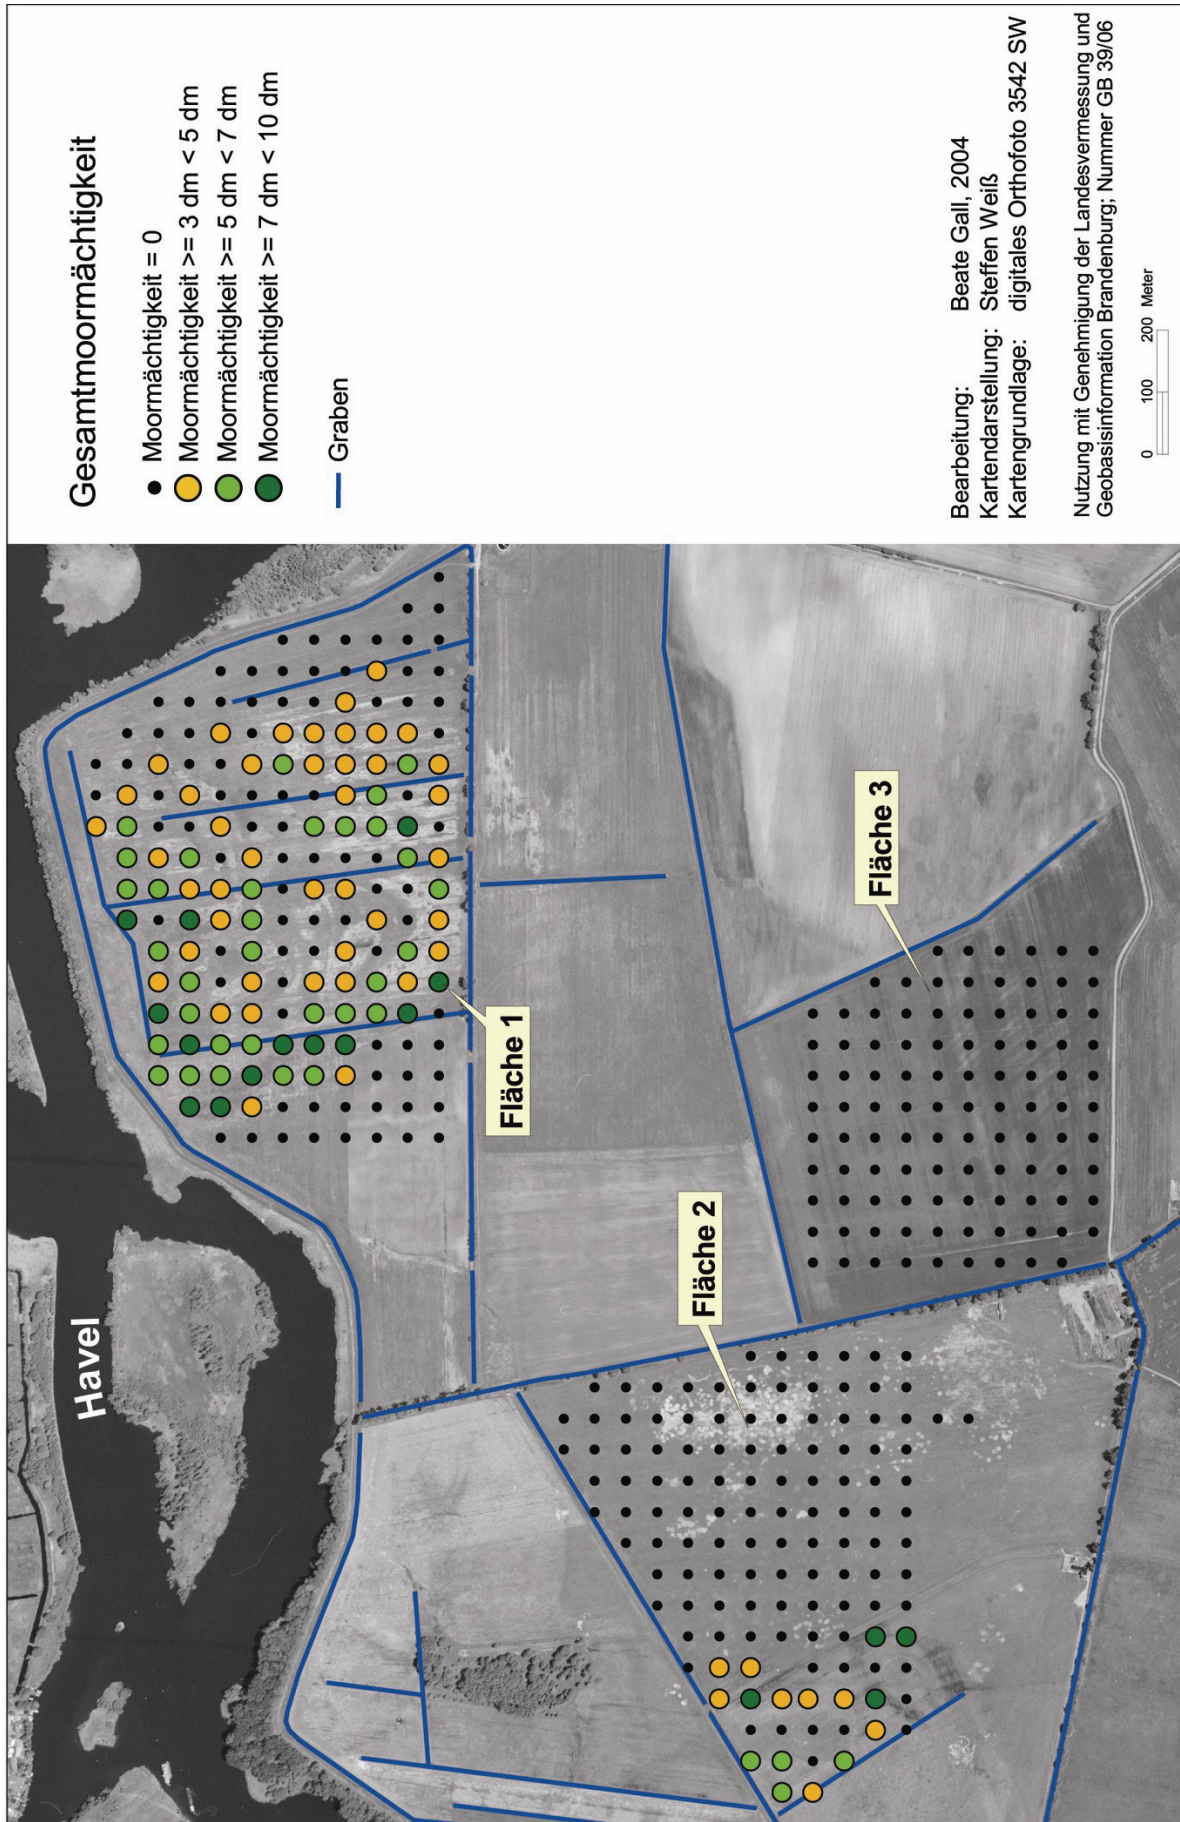 Gesamtmoormächtigkeit
Moormächtigkeit = 0
Moormächtigkeit >= 3 dm < 5 dm
Moormächtigkeit >= 5 dm < 7 dm
Moormächtigkeit >= 7 dm < 10 dm
Graben
Bearbeitung: Beate Gall, 2004
Kartendarstellung: Steffen Weiß
Kartengrundlage: digitales Orthofoto 3542 SW
Nutzung mit Genehmigung der Landesvermessung und
Geobasisinformation Brandenburg; Nummer GB 39/06
0 100 200 Meter
Havel
Fläche 1
Fläche 2
Fläche 3